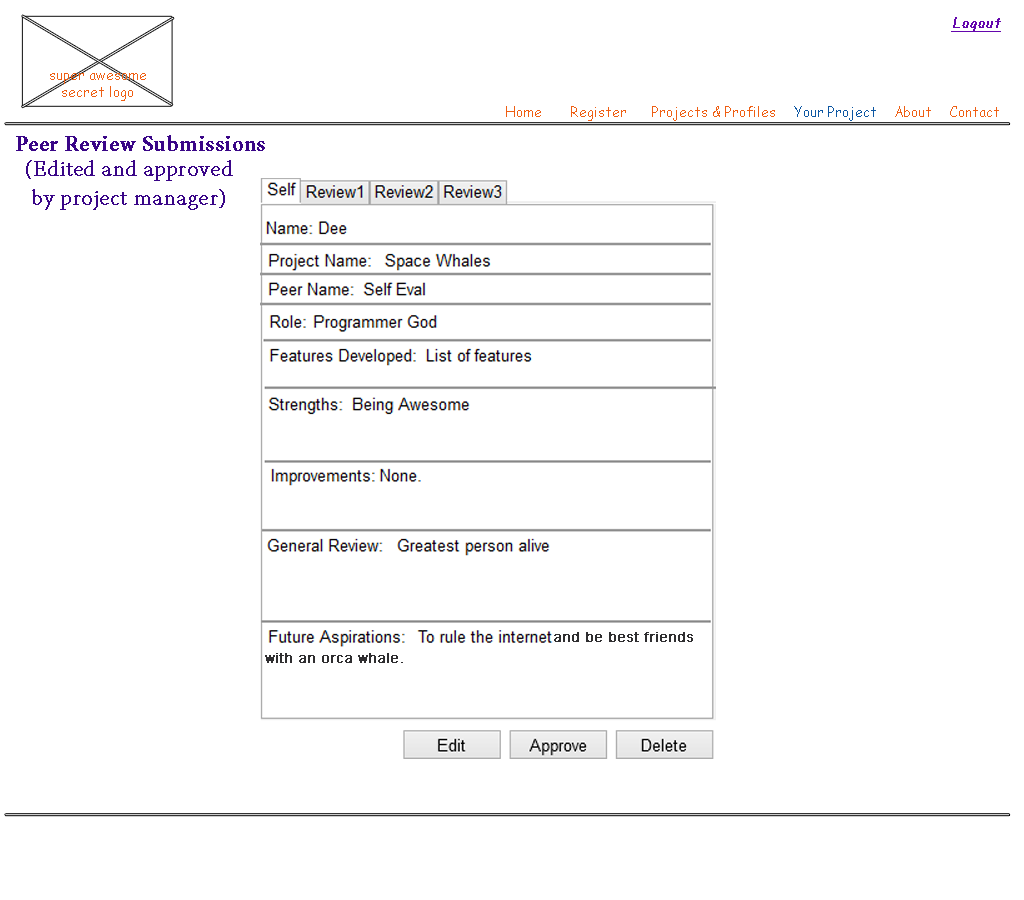 Logout
super awesome
secret logo
Home Register Projects & Profiles Your Project About Contact
Peer Review Submissions
(Edited and approved
by project manager)
Self Review1 Review2 Review3
Name: Dee
Project Name: Space Whales
Peer Name: Self Eval
Role: Programmer God
Features Developed: List of features
Strengths: Being Awesome
Improvements: None.
General Review: Greatest person alive
Future Aspirations: To rule the internet and be best friends
with an orca whale.
Edit Approve Delete